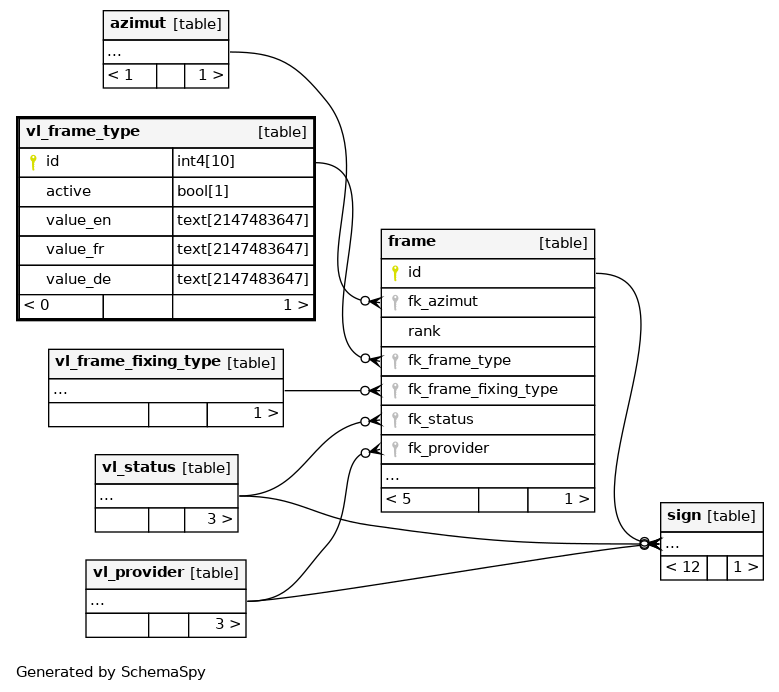 azimut [table]
...
< 1 1 >
vl_frame_type [table]
id int4[10]
active bool[1]
value_en text[2147483647]
value_fr text[2147483647]
value_de text[2147483647]
< 0 1 >
frame [table]
id
fk_azimut
rank
fk_frame_type
fk_frame_fixing_type
fk_status
fk_provider
...
< 5 1 >
vl_frame_fixing_type [table]
...
1 >
vl_status [table]
...
3 >
vl_provider [table]
...
3 >
sign [table]
...
< 12 1 >
Generated by SchemaSpy